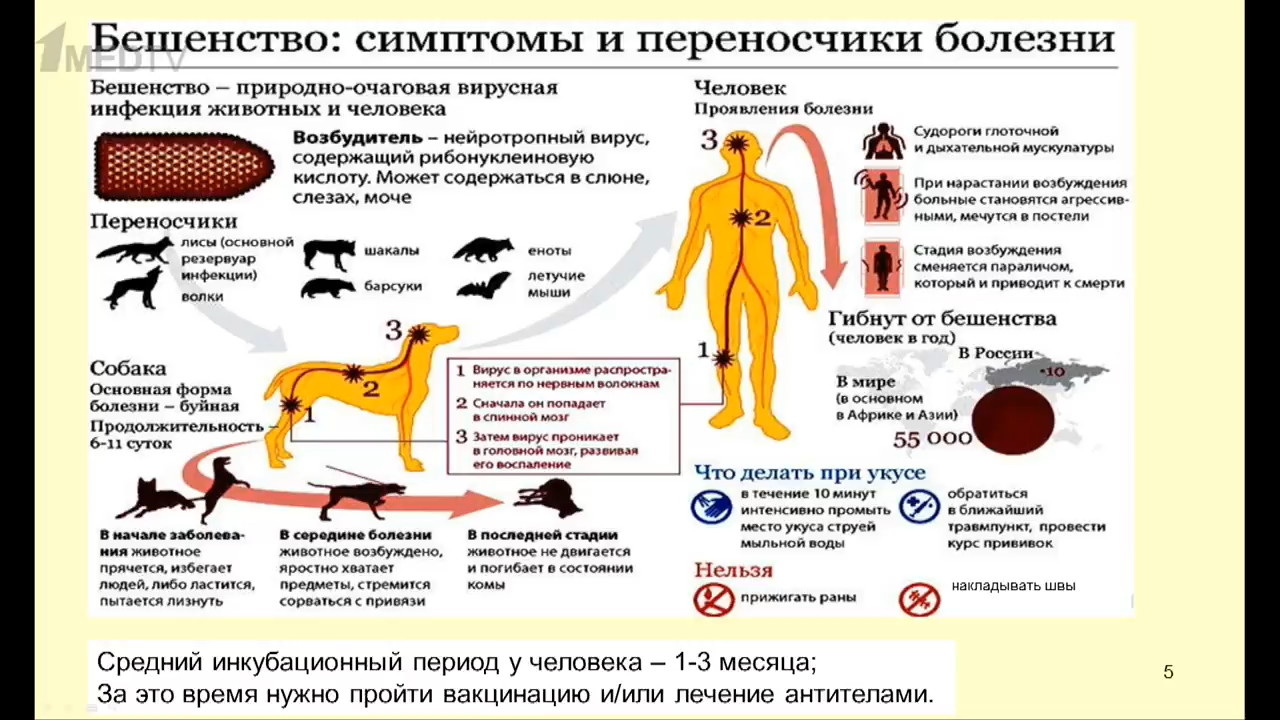 1MEDTV
Бешенство: симптомы и переносчики болезни
Бешенство – природно-очаговая вирусная
инфекция животных и человека
Возбудитель – нейротропный вирус,
содержащий рибонуклеиновую
кислоту. Может содержаться в слюне,
слезах, моче
Переносчики
лисы (основной
резервуар
инфекции)
волки
шакалы
барсуки
еноты
летучие
мыши
Собака
Основная форма
болезни – буйная
Продолжительность –
6-11 суток
3
2
1
1 Вирус в организме распростра-
няется по нервным волокнам
2 Сначала он попадает
в спинной мозг
3 Затем вирус проникает
в головной мозг, развивая
его воспаление
В начале заболева-
ния животное
прячется, избегает
людей, либо ластится,
пытается лизнуть
В середине болезни
животное возбуждено,
яростно хватает
предметы, стремится
сорваться с привязи
В последней стадии
животное не двигается
и погибает в состоянии
комы
Человек
Проявления болезни
3
2
1
Судороги глоточной
и дыхательной мускулатуры
При нарастании возбуждения
больные становятся агрессив-
ными, мечутся в постели
Стадия возбуждения
сменяется параличом,
который и приводит к смерти
Гибнут от бешенства
(человек в год)
В России
10
В мире
(в основном
в Африке и Азии)
55 000
Что делать при укусе
в течение 10 минут
интенсивно промыть
место укуса струей
мыльной воды
обратиться
в ближайший
травмпункт, провести
курс прививок
Нельзя
прижигать раны
накладывать швы
Средний инкубационный период у человека – 1-3 месяца;
За это время нужно пройти вакцинацию и/или лечение антителами.
5